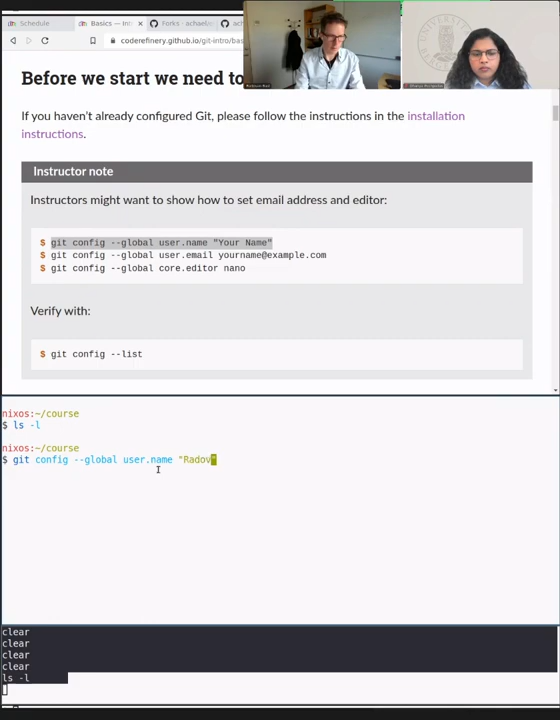 Schedule
Basics — Intr
Forks · achael
acha
coderefinery.github.io/git-intro/bas
Before we start we need to
If you haven't already configured Git, please follow the instructions in the installation
instructions.
Instructor note
Instructors might want to show how to set email address and editor:
$ git config --global user.name "Your Name"
$ git config --global user.email yourname@example.com
$ git config --global core.editor nano
Verify with:
$ git config --list
nixos:~/course
$ ls -l
nixos:~/course
$ git config --global user.name "Radov"
clear
clear
clear
clear
ls -l